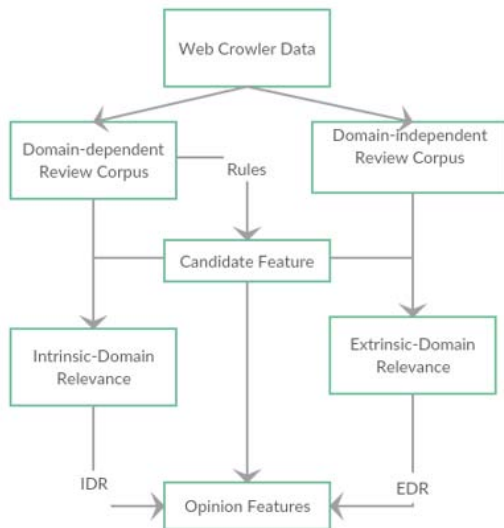 Web Crowler Data
Domain-dependent
Review Corpus
Domain-independent
Review Corpus
Rules
Candidate Feature
Intrinsic-Domain
Relevance
Extrinsic-Domain
Relevance
IDR
EDR
Opinion Features